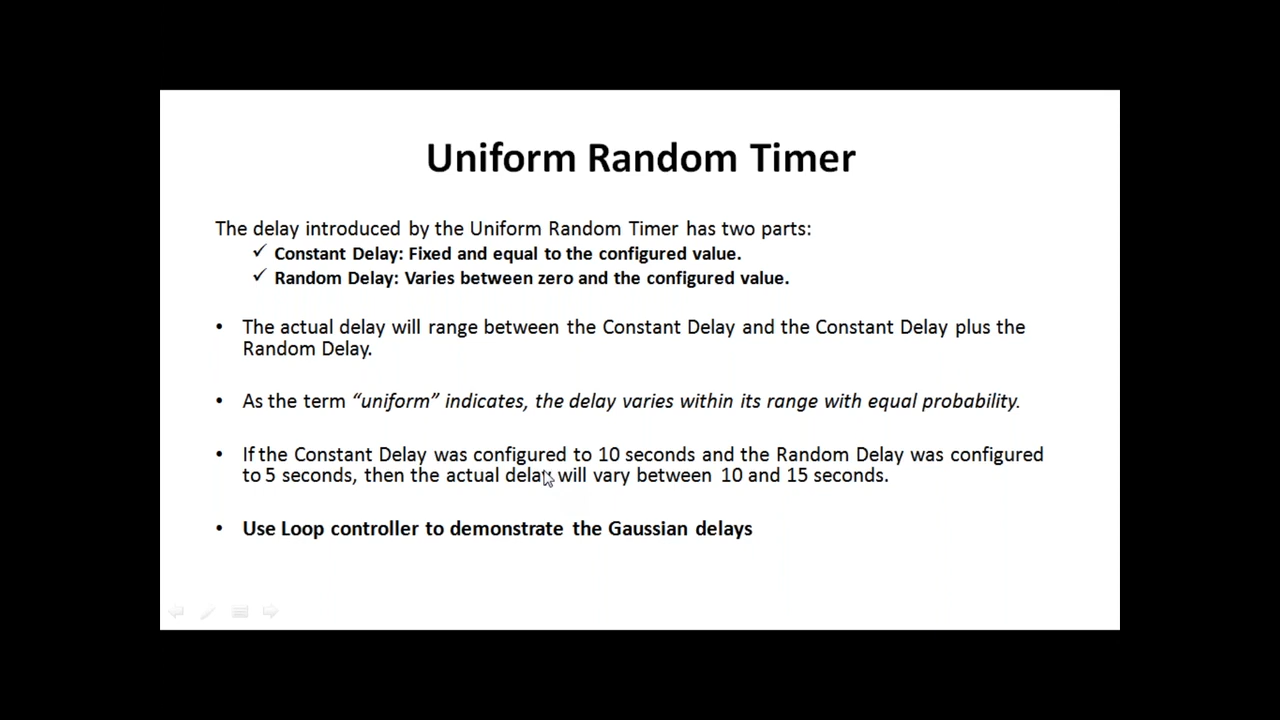 Uniform Random Timer
The delay introduced by the Uniform Random Timer has two parts:
✓ Constant Delay: Fixed and equal to the configured value.
✓ Random Delay: Varies between zero and the configured value.
• The actual delay will range between the Constant Delay and the Constant Delay plus the
Random Delay.
• As the term “uniform” indicates, the delay varies within its range with equal probability.
• If the Constant Delay was configured to 10 seconds and the Random Delay was configured
to 5 seconds, then the actual delay will vary between 10 and 15 seconds.
• Use Loop controller to demonstrate the Gaussian delays